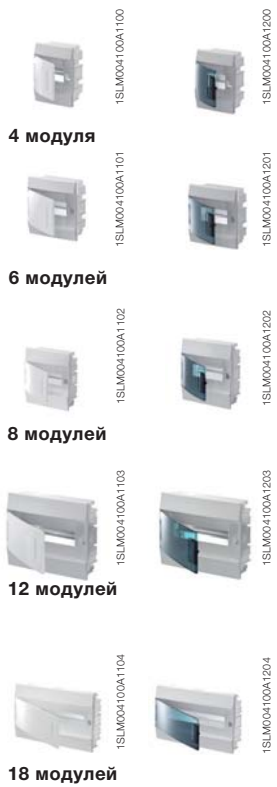 1SLM004100A1100
1SLM004100A1200
4 модуля
1SLM004100A1101
1SLM004100A1201
6 модулей
1SLM004100A1102
1SLM004100A1202
8 модулей
1SLM004100A1103
1SLM004100A1203
12 модулей
1SLM004100A1104
1SLM004100A1204
18 модулей